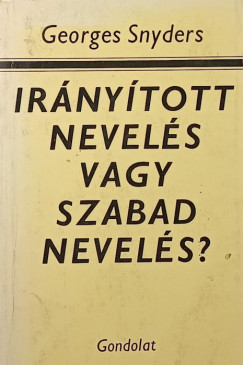 Georges Snyders
IRÁNYÍTOTT
NEVELÉS
VAGY
SZABAD
NEVELÉS?
Gondolat